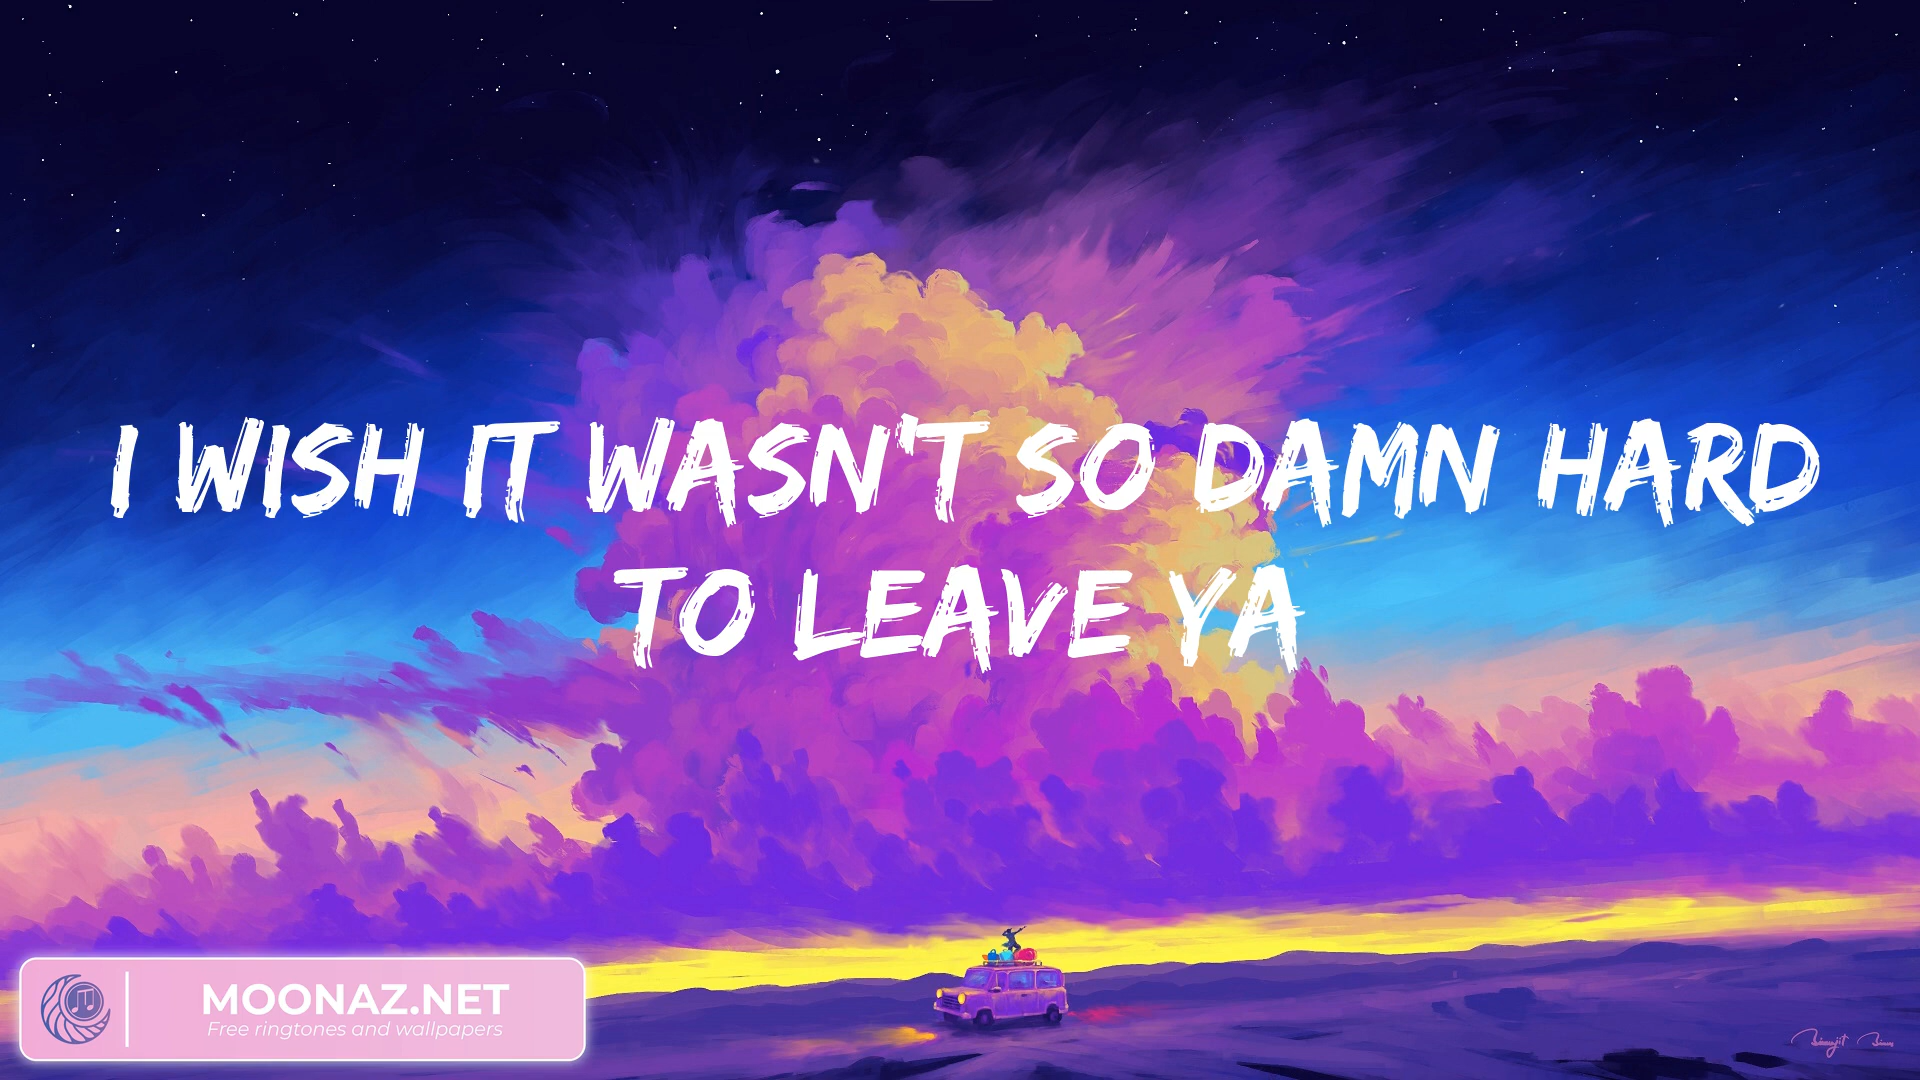 I WISH IT WASN'T SO DAMN HARD
TO LEAVE YA
MOONAZ.NET
Free ringtones and wallpapers